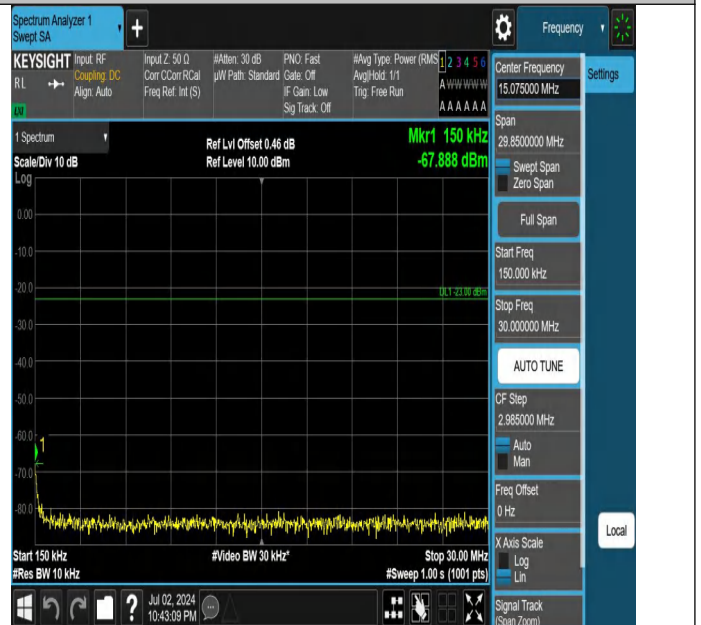 Spectrum Analyzer 1
Swept SA
+
Frequency
KEYSIGHT
RL
Input: RF
Coupling: DC
Align: Auto
Input Z: 50 Ω
Corr CCorr RCal
Freq Ref: Int (S)
#Atten: 30 dB
µW Path: Standard
PNO: Fast
Gate: Off
IF Gain: Low
Sig Track: Off
#Avg Type: Power (RMS
Avg|Hold: 1/1
Trig: Free Run
1 2 3 4 5 6
A W W W W W
A A A A A A
1 Spectrum
Scale/Div 10 dB
Ref Lvl Offset 0.46 dB
Ref Level 10.00 dBm
Mkr1 150 kHz
-67.888 dBm
Log
0.00
-10.0
-20.0
-30.0
-40.0
-50.0
-60.0
-70.0
-80.0
DL1 -23.00 dBm
1
Start 150 kHz
#Res BW 10 kHz
#Video BW 30 kHz*
Stop 30.00 MHz
#Sweep 1.00 s (1001 pts)
Center Frequency
15.075000 MHz
Settings
Span
29.8500000 MHz
Swept Span
Zero Span
Full Span
Start Freq
150.000 kHz
Stop Freq
30.000000 MHz
AUTO TUNE
CF Step
2.985000 MHz
Auto
Man
Freq Offset
0 Hz
X Axis Scale
Log
Lin
Local
Signal Track
(Span Zoom)
?
Jul 02, 2024
10:43:09 PM